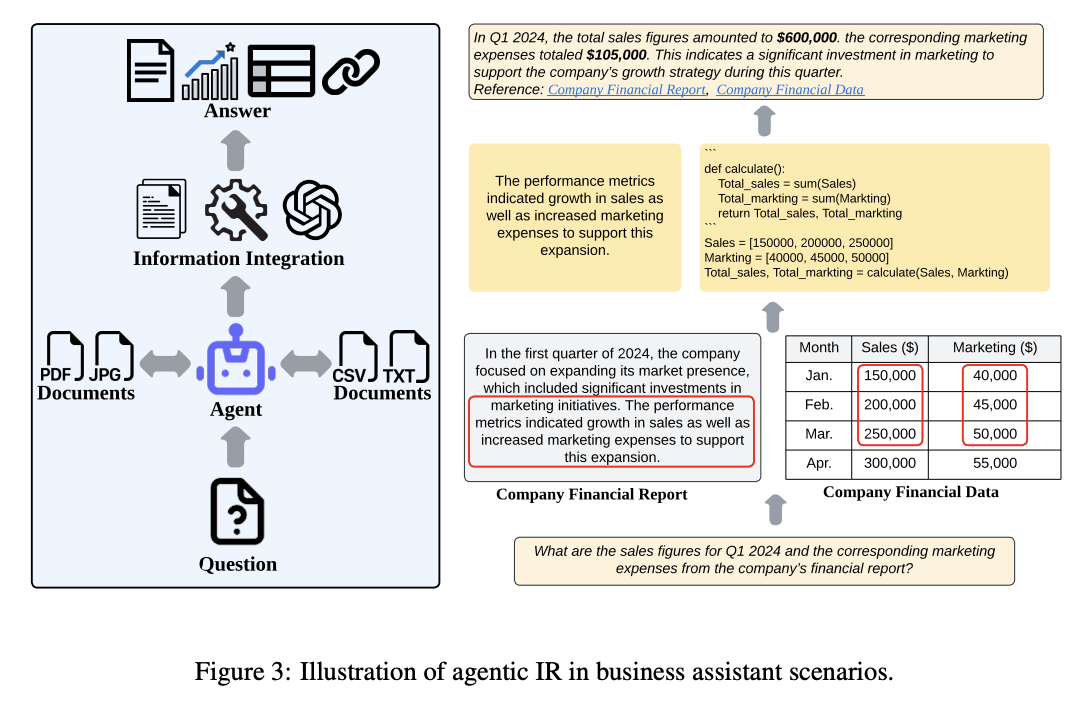 Answer
Information Integration
PDF
JPG
Documents
CSV
TXT
Documents
Agent
Question
In Q1 2024, the total sales figures amounted to $600,000. the corresponding marketing
expenses totaled $105,000. This indicates a significant investment in marketing to
support the company's growth strategy during this quarter.
Reference: Company Financial Report, Company Financial Data
The performance metrics
indicated growth in sales as
well as increased marketing
expenses to support this
expansion.
```
def calculate():
Total_sales = sum(Sales)
Total_markting = sum(Markting)
return Total_sales, Total_markting
```
Sales = [150000, 200000, 250000]
Markting = [40000, 45000, 50000]
Total_sales, Total_markting = calculate(Sales, Markting)
In the first quarter of 2024, the company
focused on expanding its market presence,
which included significant investments in
marketing initiatives. The performance
metrics indicated growth in sales as well as
increased marketing expenses to support
this expansion.
Company Financial Report
Month Sales ($) Marketing ($)
Jan. 150,000 40,000
Feb. 200,000 45,000
Mar. 250,000 50,000
Apr. 300,000 55,000
Company Financial Data
What are the sales figures for Q1 2024 and the corresponding marketing
expenses from the company's financial report?
Figure 3: Illustration of agentic IR in business assistant scenarios.